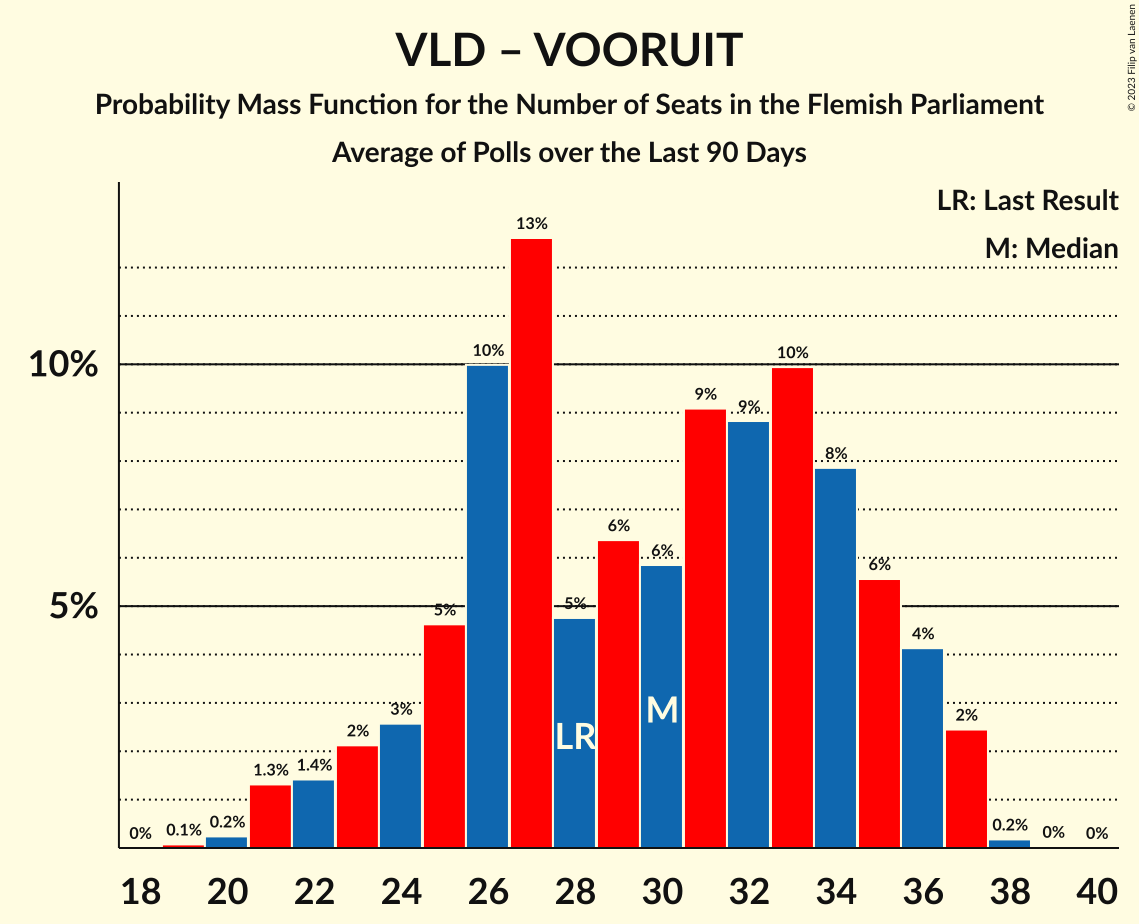 VLD – VOORUIT
Probability Mass Function for the Number of Seats in the Flemish Parliament
Average of Polls over the Last 90 Days
© 2023 Filip van Laenen
LR: Last Result
M: Median
10%
5%
0%
0.1%
0.2%
1.3%
1.4%
2%
3%
5%
10%
13%
5%
6%
6%
9%
9%
10%
8%
6%
4%
2%
0.2%
0%
0%
LR
M
18 20 22 24 26 28 30 32 34 36 38 40